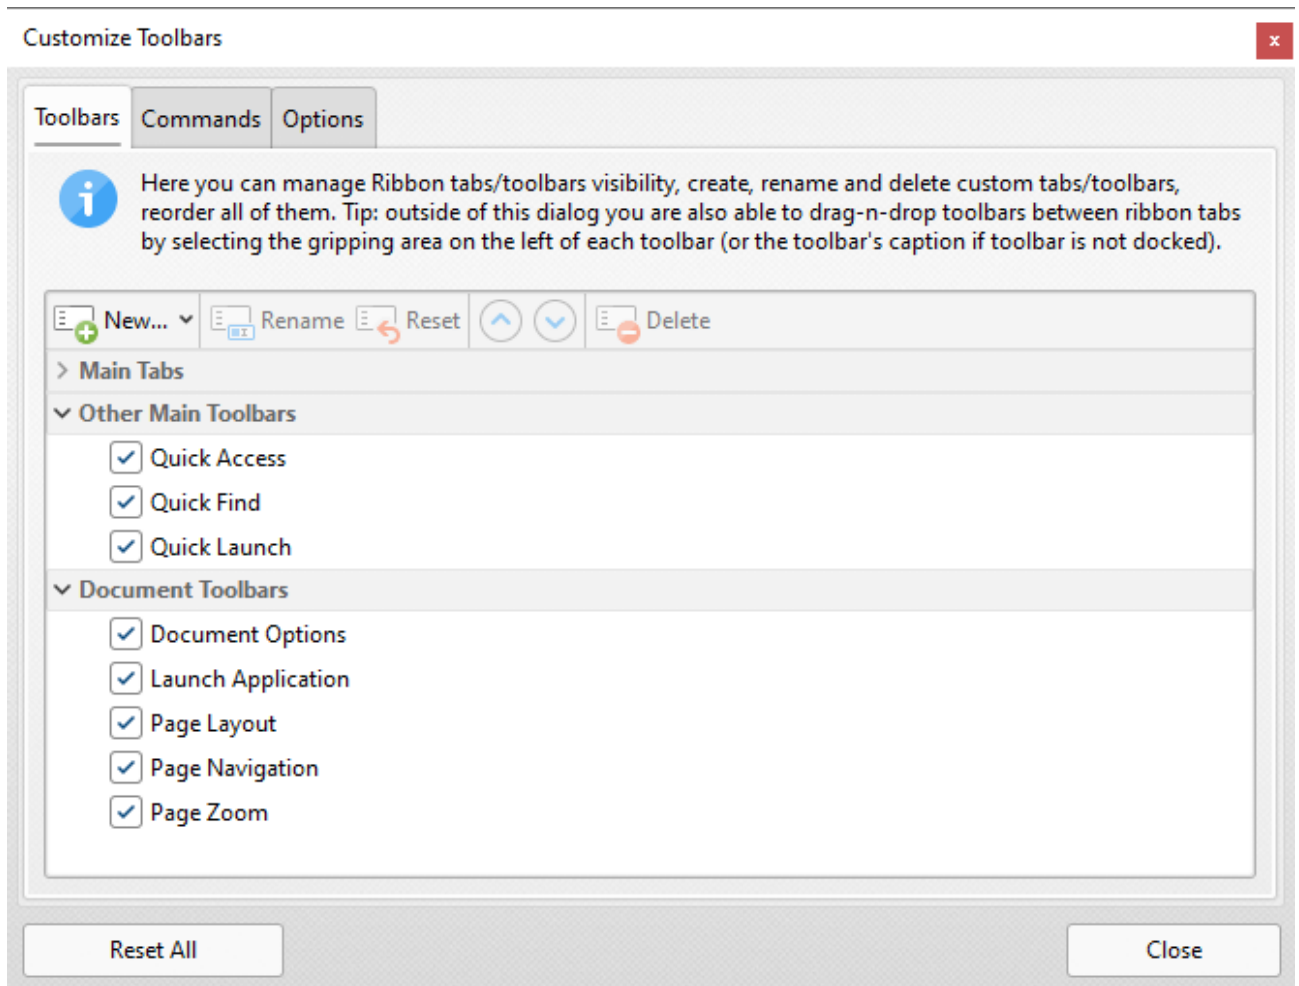 Customize Toolbars
x
Toolbars Commands Options
Here you can manage Ribbon tabs/toolbars visibility, create, rename and delete custom tabs/toolbars,
reorder all of them. Tip: outside of this dialog you are also able to drag-n-drop toolbars between ribbon tabs
by selecting the gripping area on the left of each toolbar (or the toolbar's caption if toolbar is not docked).
New... Rename Reset Delete
Main Tabs
Other Main Toolbars
Quick Access
Quick Find
Quick Launch
Document Toolbars
Document Options
Launch Application
Page Layout
Page Navigation
Page Zoom
Reset All Close